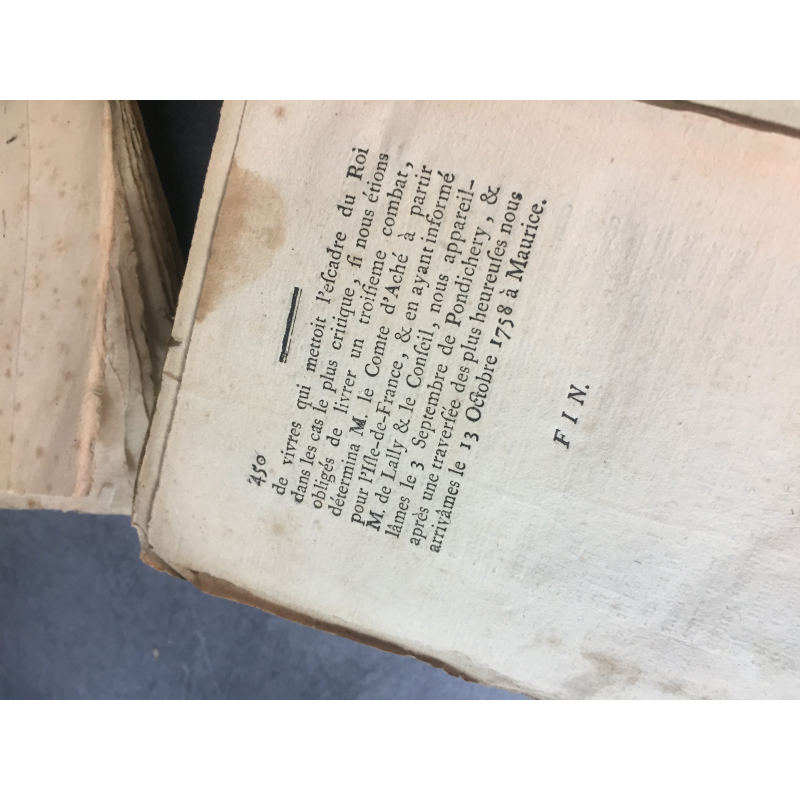 450
de vivres qui mettoit l'eſcadre du Roi
dans les cas le plus critique, ſi nous étions
obligés de livrer un troiſieme combat,
détermina M. le Comte d'Aché à partir
pour l'Iſle-de-France, & en ayant informé
M. de Lally & le Conſeil, nous appareil-
lâmes le 3 Septembre de Pondichery, &
après une traverſée des plus heureuſes nous
arrivâmes le 13 Octobre 1758 à Maurice.
FIN.